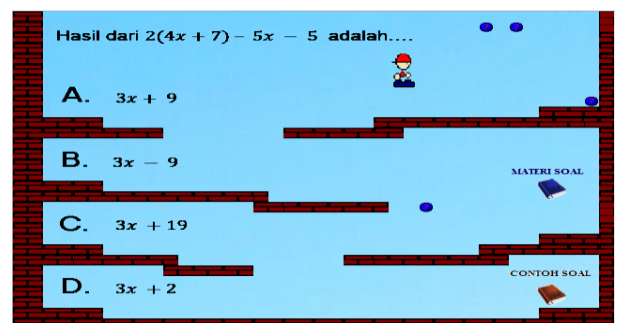 Hasil dari 2(4x + 7) – 5x – 5 adalah....
A. 3x + 9
B. 3x – 9
MATERI SOAL
C. 3x + 19
CONTOH SOAL
D. 3x + 2